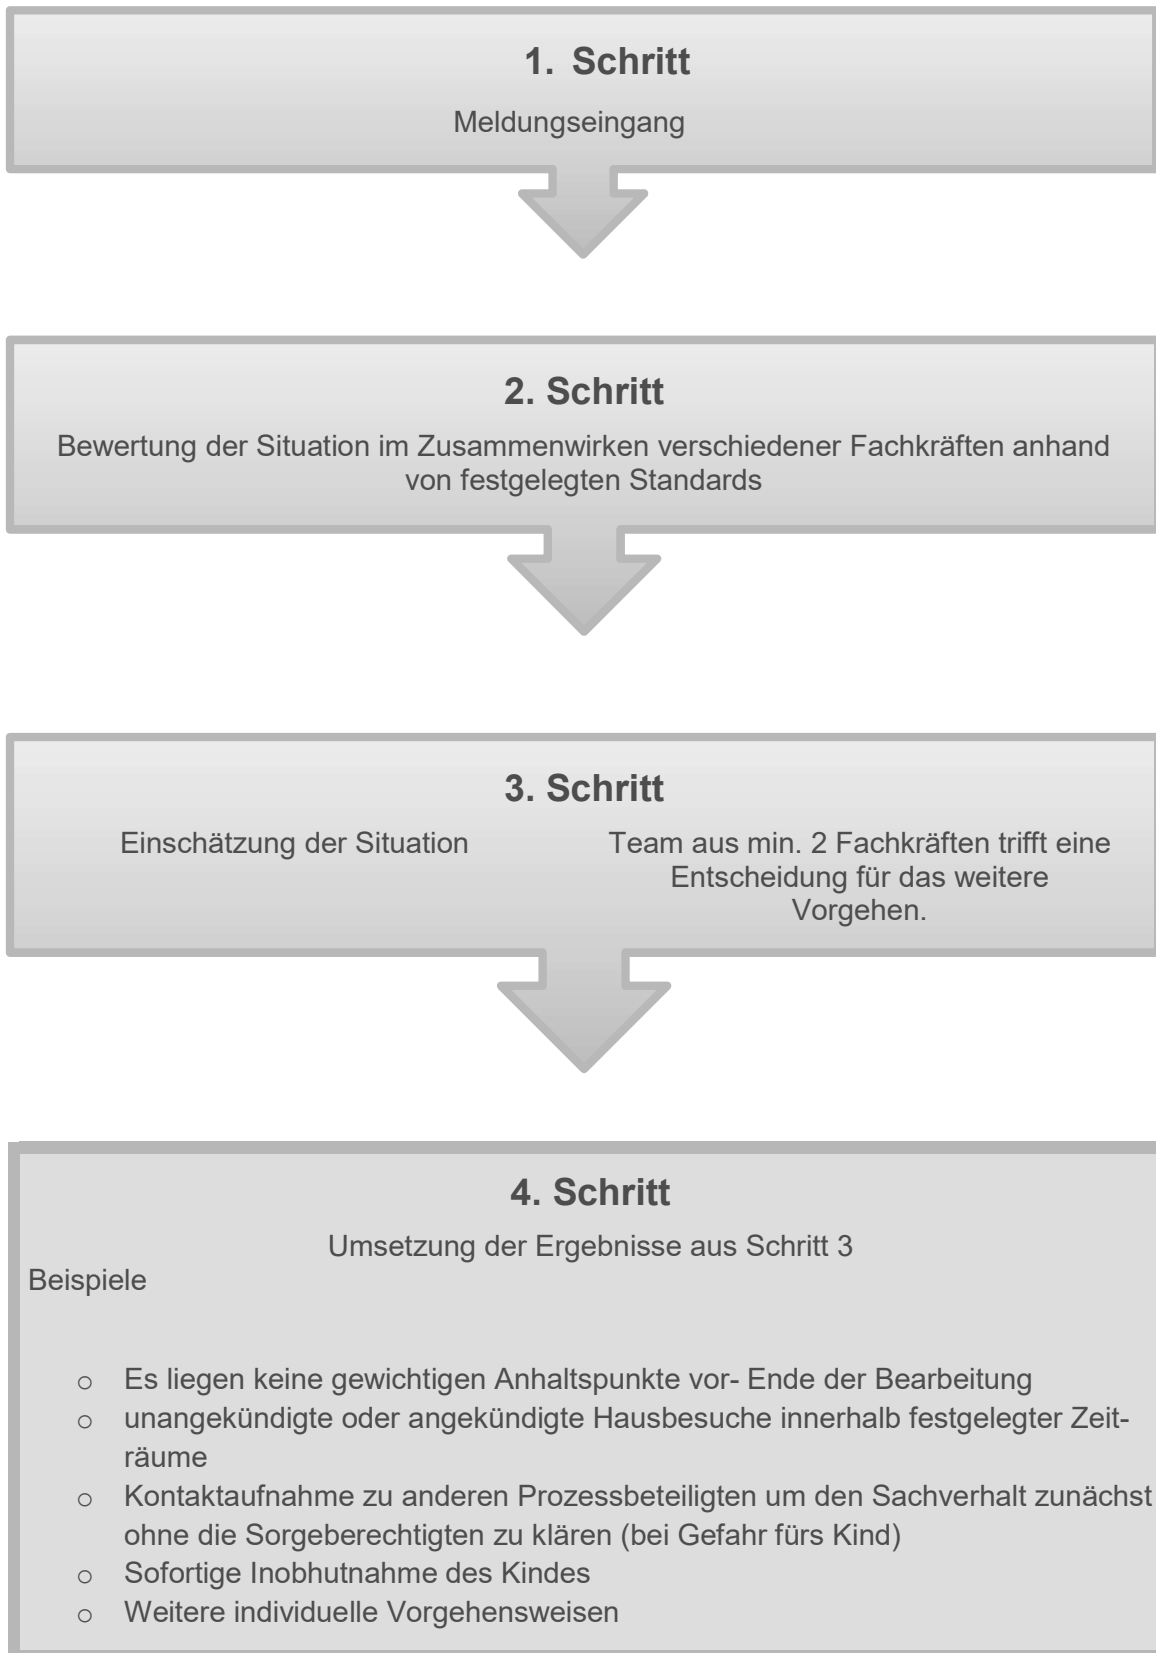 1. Schritt
Meldungseingang
2. Schritt
Bewertung der Situation im Zusammenwirken verschiedener Fachkräften anhand
von festgelegten Standards
3. Schritt
Einschätzung der Situation
Team aus min. 2 Fachkräften trifft eine
Entscheidung für das weitere
Vorgehen.
4. Schritt
Umsetzung der Ergebnisse aus Schritt 3
Beispiele
o Es liegen keine gewichtigen Anhaltspunkte vor- Ende der Bearbeitung
o unangekündigte oder angekündigte Hausbesuche innerhalb festgelegter Zeit-
räume
o Kontaktaufnahme zu anderen Prozessbeteiligten um den Sachverhalt zunächst
ohne die Sorgeberechtigten zu klären (bei Gefahr fürs Kind)
o Sofortige Inobhutnahme des Kindes
o Weitere individuelle Vorgehensweisen